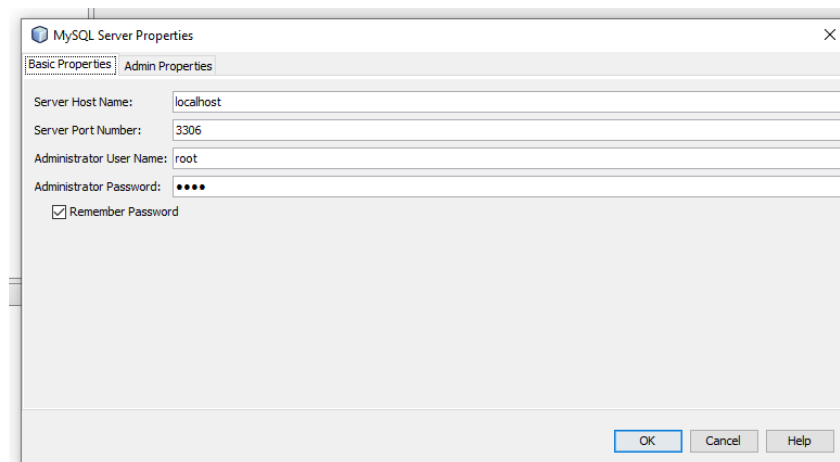 MySQL Server Properties
Basic Properties Admin Properties
Server Host Name: localhost
Server Port Number: 3306
Administrator User Name: root
Administrator Password: ••••
Remember Password
OK Cancel Help